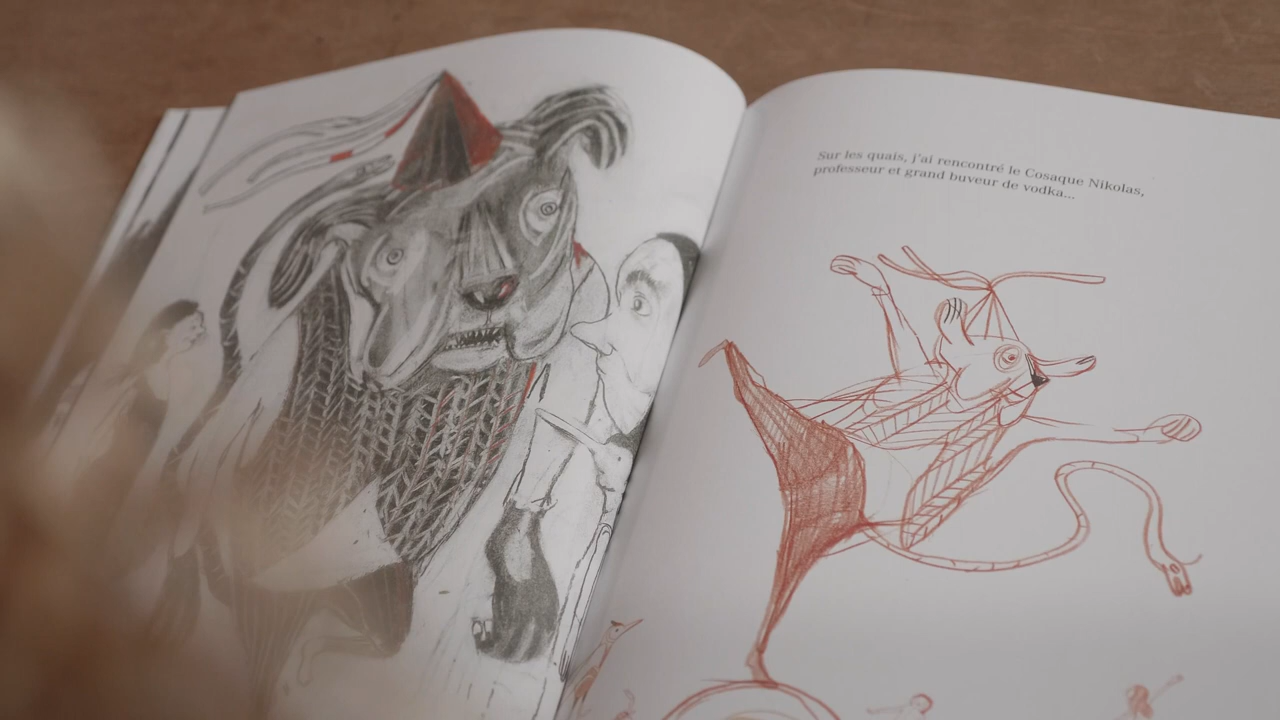 Sur les quais, j'ai rencontré le Cosaque Nikolas,
professeur et grand buveur de vodka...